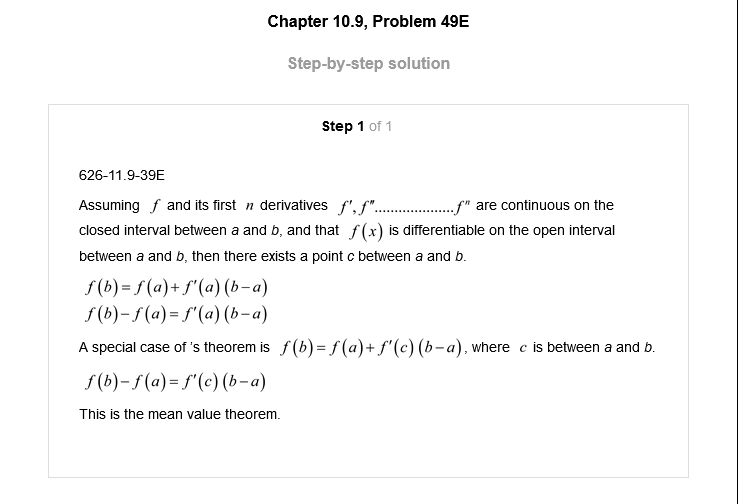 Chapter 10.9, Problem 49E
Step-by-step solution
Step 1 of 1
626-11.9-39E
Assuming f and its first n derivatives f', f".....................fⁿ are continuous on the
closed interval between a and b, and that f(x) is differentiable on the open interval
between a and b, then there exists a point c between a and b.
f(b)=f(a)+f'(a)(b−a)
f(b)−f(a)=f'(a)(b−a)
A special case of 's theorem is f(b)=f(a)+f'(c)(b−a), where c is between a and b.
f(b)−f(a)=f'(c)(b−a)
This is the mean value theorem.